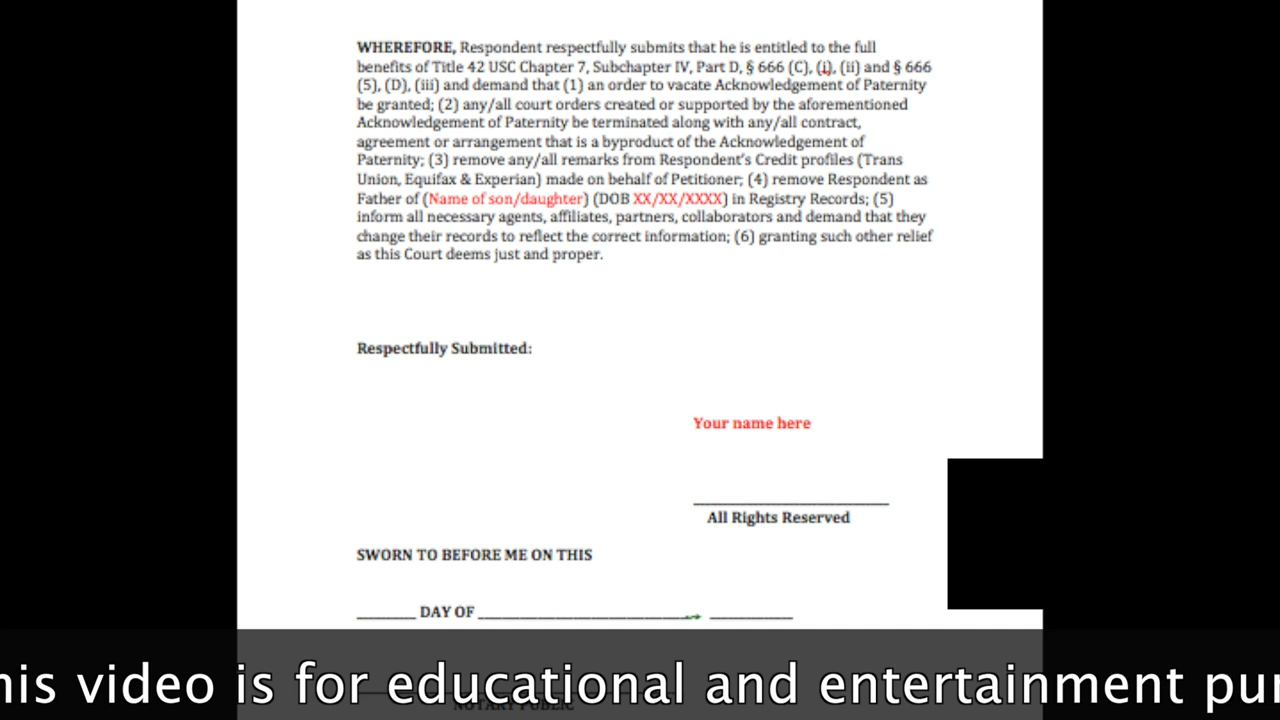 WHEREFORE, Respondent respectfully submits that he is entitled to the full
benefits of Title 42 USC Chapter 7, Subchapter IV, Part D, § 666 (C), (i), (ii) and § 666
(5), (D), (iii) and demand that (1) an order to vacate Acknowledgement of Paternity
be granted; (2) any/all court orders created or supported by the aforementioned
Acknowledgement of Paternity be terminated along with any/all contract,
agreement or arrangement that is a byproduct of the Acknowledgement of
Paternity; (3) remove any/all remarks from Respondent's Credit profiles (Trans
Union, Equifax & Experian) made on behalf of Petitioner; (4) remove Respondent as
Father of (Name of son/daughter) (DOB XX/XX/XXXX) in Registry Records; (5)
inform all necessary agents, affiliates, partners, collaborators and demand that they
change their records to reflect the correct information; (6) granting such other relief
as this Court deems just and proper.
Respectfully Submitted:
Your name here
All Rights Reserved
SWORN TO BEFORE ME ON THIS
________ DAY OF ______________________________ ___________
his video is for educational and entertainment pur
NOTARY PUBLIC